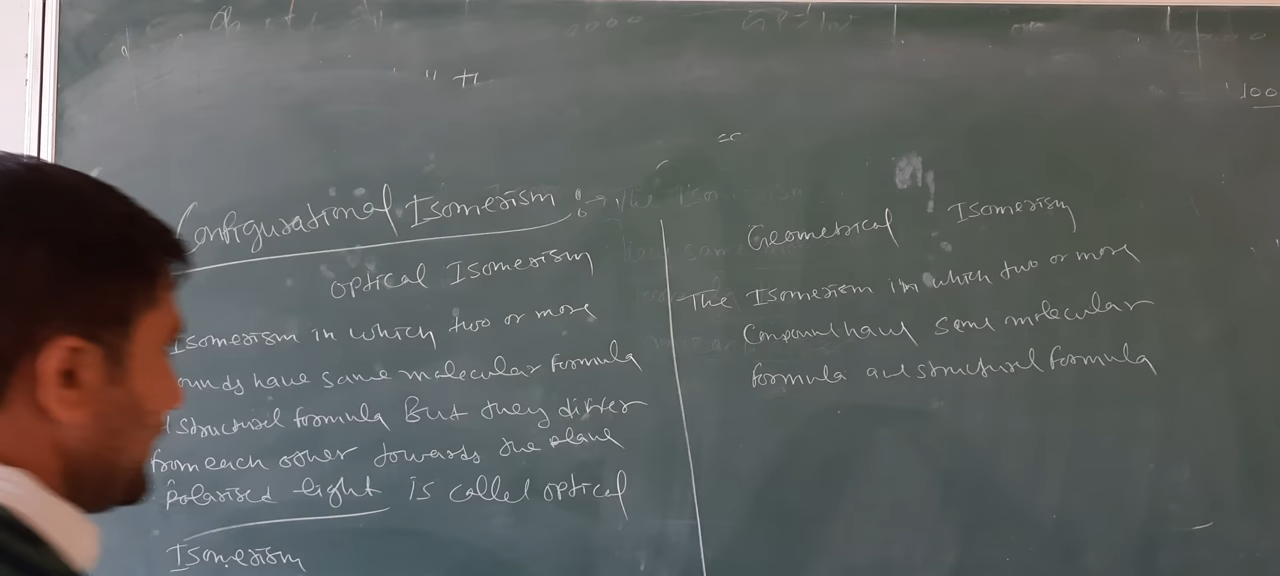 100
Configurational Isomerism :→
optical Isomerism
Isomerism in which two or more
ounds have same molecular formula
d structural formula But they differ
from each other towards the plane
polarised light is called optical
Isomerism
Geometrical Isomerism
The Isomerism in which two or more
Compound have same molecular
formula and structural formula